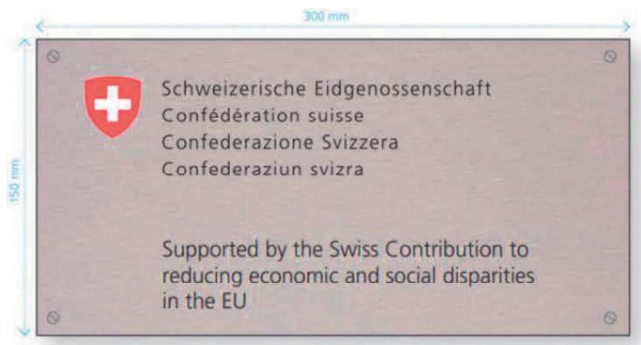 300 mm
150 mm
Schweizerische Eidgenossenschaft
Confédération suisse
Confederazione Svizzera
Confederaziun svizra
Supported by the Swiss Contribution to
reducing economic and social disparities
in the EU